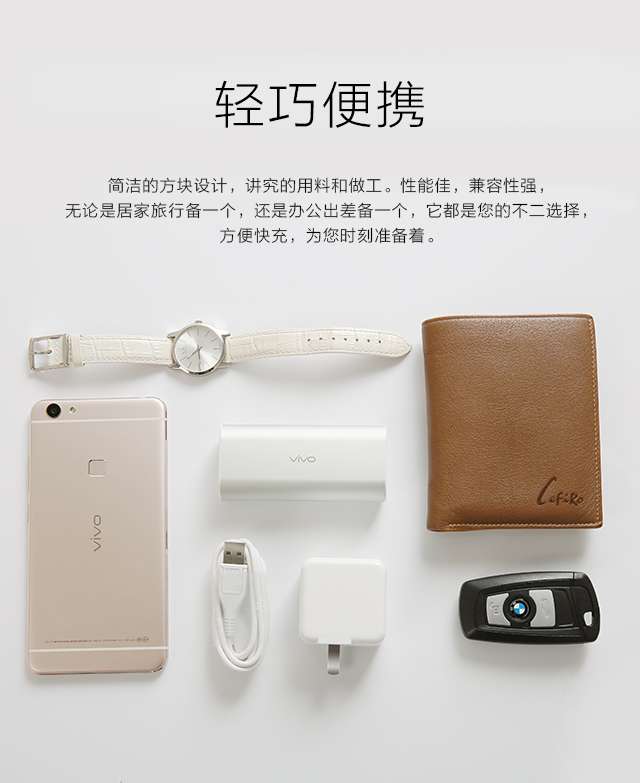 轻巧便携
简洁的方块设计，讲究的用料和做工。性能佳，兼容性强，
无论是居家旅行备一个，还是办公出差备一个，它都是您的不二选择，
方便快充，为您时刻准备着。
vivo
vivo
Lefiro